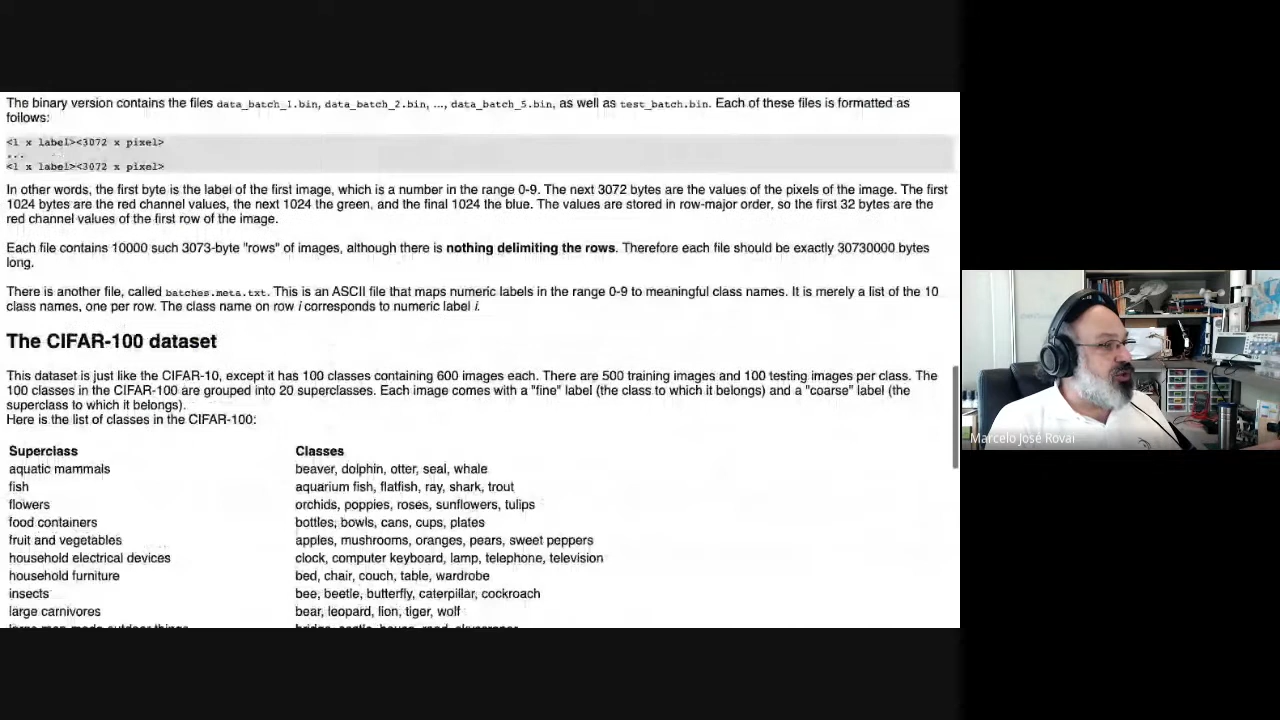 The binary version contains the files data_batch_1.bin, data_batch_2.bin, ..., data_batch_5.bin, as well as test_batch.bin. Each of these files is formatted as
follows:
<1 x label><3072 x pixel>
...
<1 x label><3072 x pixel>
In other words, the first byte is the label of the first image, which is a number in the range 0-9. The next 3072 bytes are the values of the pixels of the image. The first
1024 bytes are the red channel values, the next 1024 the green, and the final 1024 the blue. The values are stored in row-major order, so the first 32 bytes are the
red channel values of the first row of the image.
Each file contains 10000 such 3073-byte "rows" of images, although there is nothing delimiting the rows. Therefore each file should be exactly 30730000 bytes
long.
There is another file, called batches.meta.txt. This is an ASCII file that maps numeric labels in the range 0-9 to meaningful class names. It is merely a list of the 10
class names, one per row. The class name on row i corresponds to numeric label i.
The CIFAR-100 dataset
This dataset is just like the CIFAR-10, except it has 100 classes containing 600 images each. There are 500 training images and 100 testing images per class. The
100 classes in the CIFAR-100 are grouped into 20 superclasses. Each image comes with a "fine" label (the class to which it belongs) and a "coarse" label (the
superclass to which it belongs).
Here is the list of classes in the CIFAR-100:
Superclass Classes
aquatic mammals beaver, dolphin, otter, seal, whale
fish aquarium fish, flatfish, ray, shark, trout
flowers orchids, poppies, roses, sunflowers, tulips
food containers bottles, bowls, cans, cups, plates
fruit and vegetables apples, mushrooms, oranges, pears, sweet peppers
household electrical devices clock, computer keyboard, lamp, telephone, television
household furniture bed, chair, couch, table, wardrobe
insects bee, beetle, butterfly, caterpillar, cockroach
large carnivores bear, leopard, lion, tiger, wolf
Marcelo José Rovai